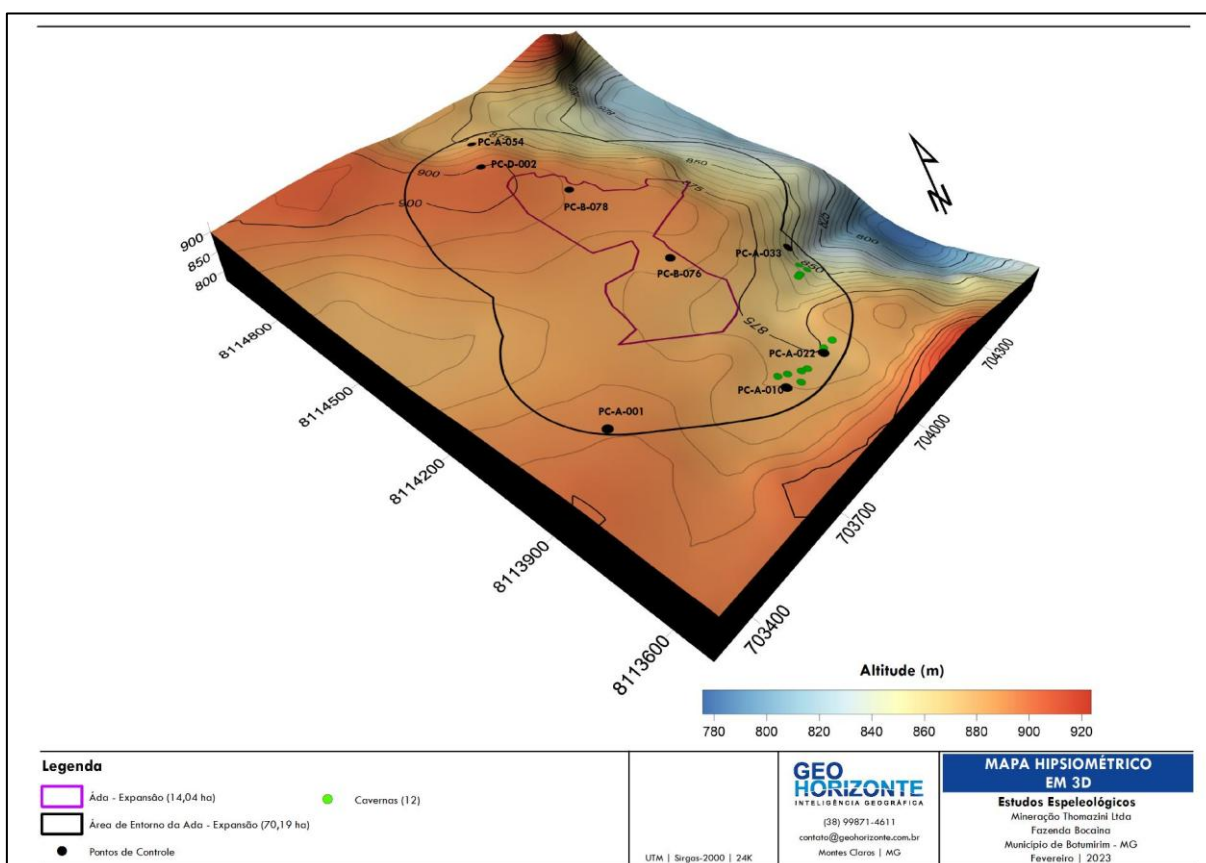 PC-A-054
875
PC-D-002
850
900
PC-B-078
900
875
PC-A-033
850
800
PC-B-076
875
PC-A-022
PC-A-010
PC-A-001
900
850
800
8114800
8114500
8114200
8113900
8113600
703400
703700
704000
704300
N
Altitude (m)
780 800 820 840 860 880 900 920
Legenda
Áda - Expansão (14,04 ha)
Cavernas (12)
Área de Entorno da Ada - Expansão (70,19 ha)
Pontos de Controle
UTM | Sirgas-2000 | 24K
GEO
HORIZONTE
INTELIGÊNCIA GEOGRÁFICA
(38) 99871-4611
contato@geohorizonte.com.br
Montes Claros | MG
MAPA HIPSIOMÉTRICO
EM 3D
Estudos Espeleológicos
Mineração Thomazini Ltda
Fazenda Bocaina
Município de Botumirim - MG
Fevereiro | 2023